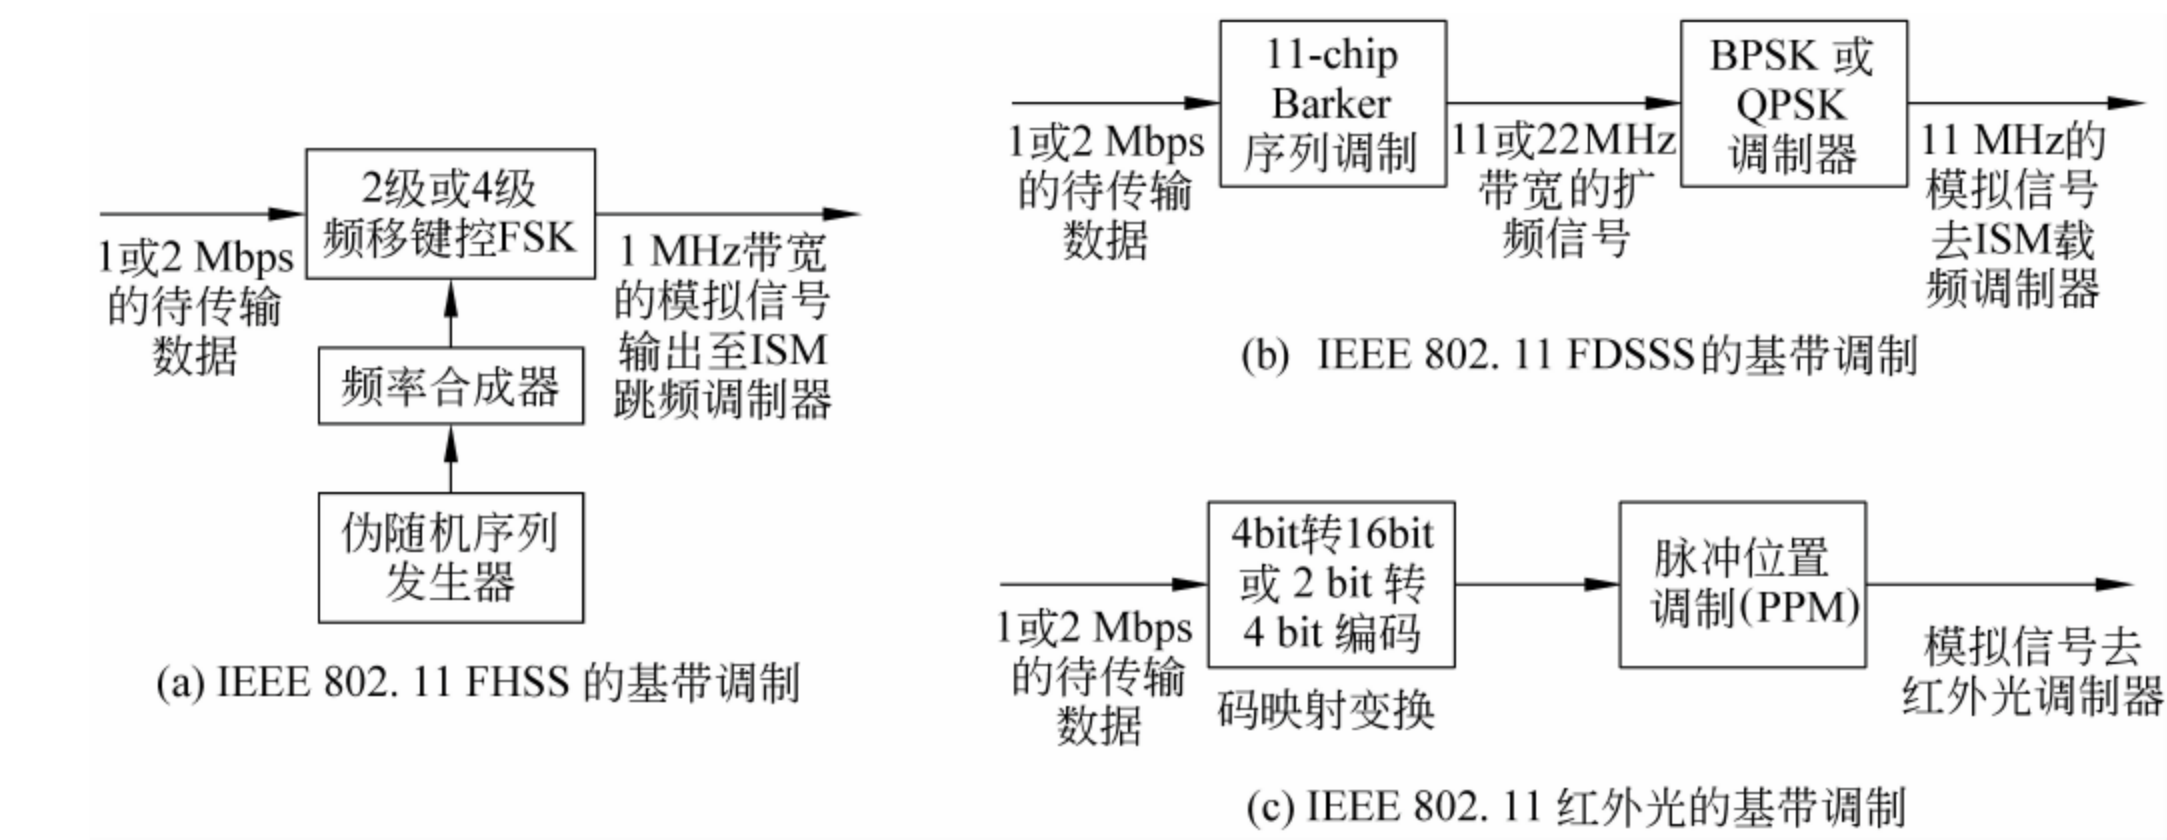 1或2 Mbps
的待传输
数据
2级或4级
频移键控FSK
1 MHz带宽
的模拟信号
输出至ISM
跳频调制器
频率合成器
伪随机序列
发生器
(a) IEEE 802. 11 FHSS 的基带调制
1或2 Mbps
的待传输
数据
11-chip
Barker
序列调制
11或22MHz
带宽的扩
频信号
BPSK 或
QPSK
调制器
11 MHz的
模拟信号
去ISM载
频调制器
(b) IEEE 802. 11 FDSSS的基带调制
1或2 Mbps
的待传输
数据
4bit转16bit
或 2 bit 转
4 bit 编码
码映射变换
脉冲位置
调制(PPM)
模拟信号去
红外光调制器
(c) IEEE 802. 11 红外光的基带调制